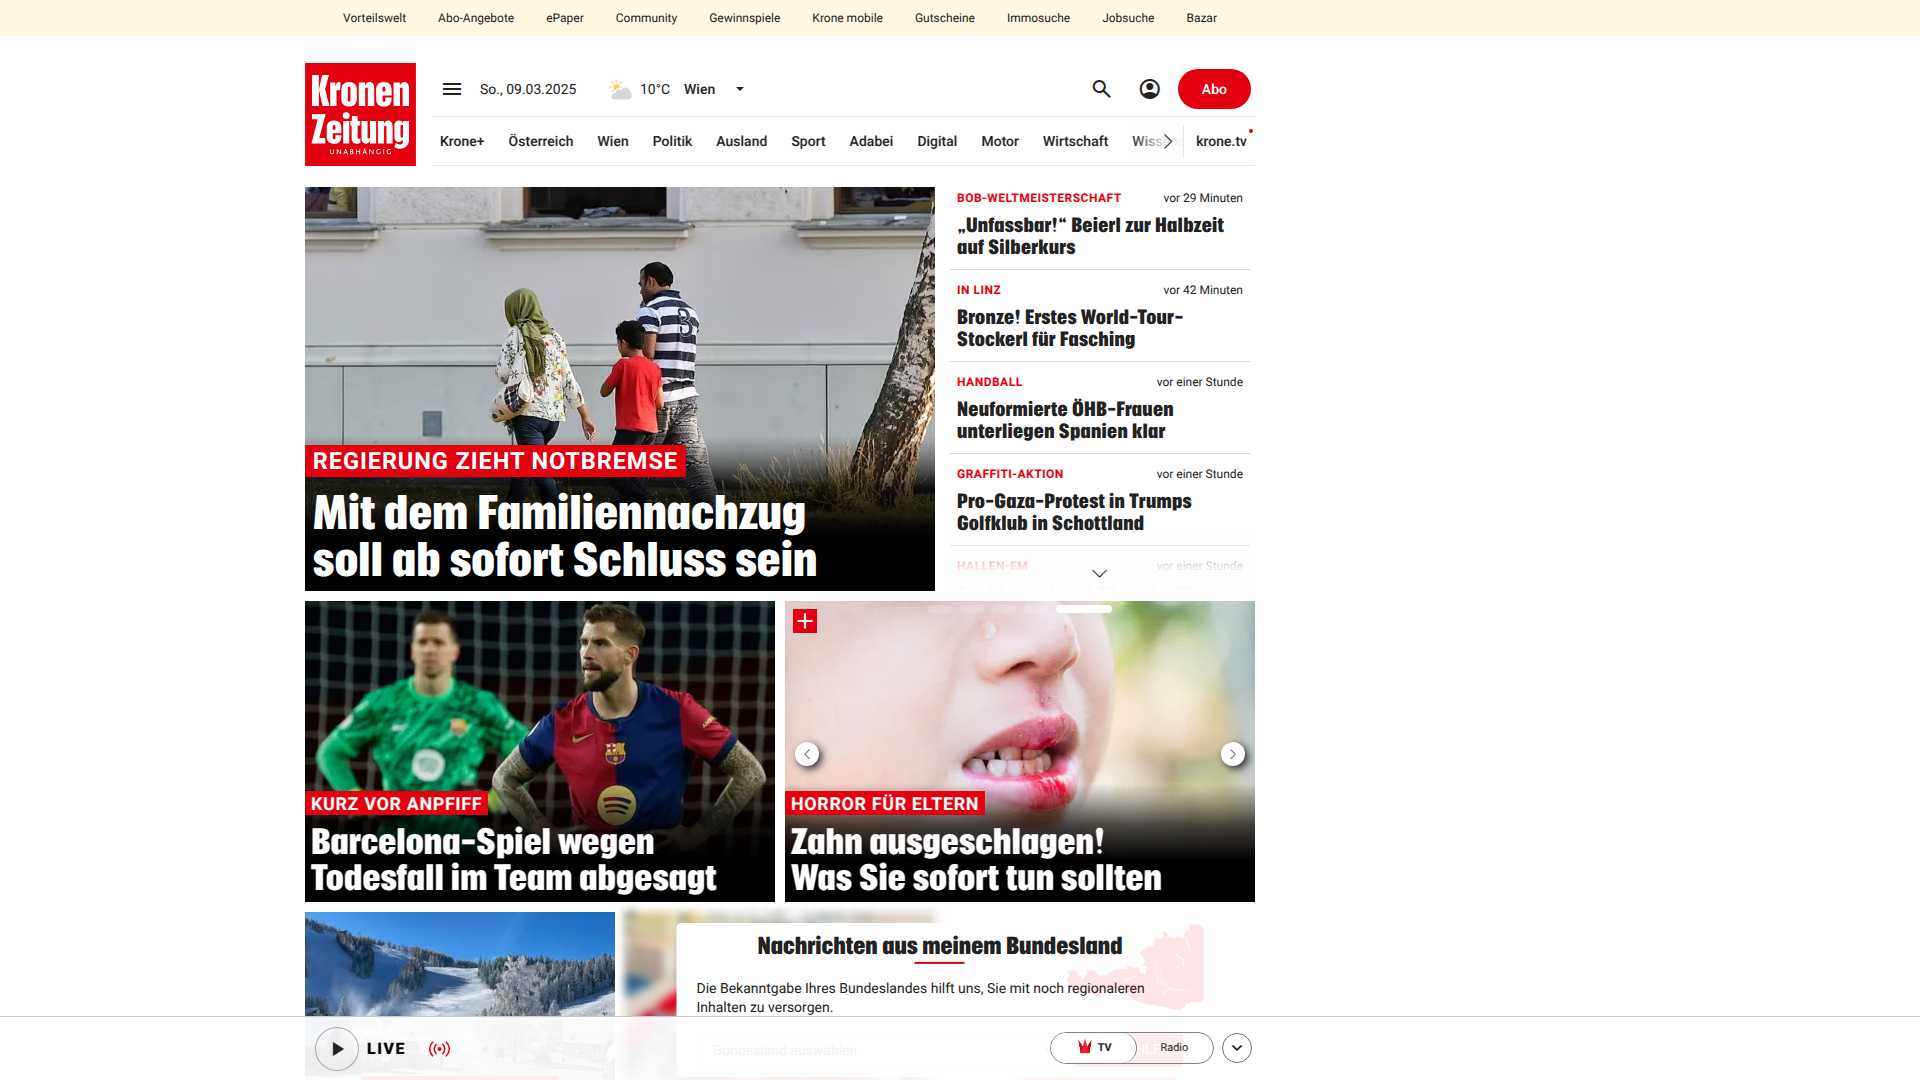 Vorteilswelt Abo-Angebote ePaper Community Gewinnspiele Krone mobile Gutscheine Immosuche Jobsuche Bazar
Kronen
Zeitung
UNABHÄNGIG
So., 09.03.2025 10°C Wien
Abo
Krone+ Österreich Wien Politik Ausland Sport Adabei Digital Motor Wirtschaft krone.tv
REGIERUNG ZIEHT NOTBREMSE
Mit dem Familiennachzug
soll ab sofort Schluss sein
BOB-WELTMEISTERSCHAFT vor 29 Minuten
„Unfassbar!“ Beierl zur Halbzeit
auf Silberkurs
IN LINZ vor 42 Minuten
Bronze! Erstes World-Tour-
Stockerl für Fasching
HANDBALL vor einer Stunde
Neuformierte ÖHB-Frauen
unterliegen Spanien klar
GRAFFITI-AKTION vor einer Stunde
Pro-Gaza-Protest in Trumps
Golfklub in Schottland
HALLEN-EM vor einer Stunde
KURZ VOR ANPFIFF
Barcelona-Spiel wegen
Todesfall im Team abgesagt
HORROR FÜR ELTERN
Zahn ausgeschlagen!
Was Sie sofort tun sollten
Nachrichten aus meinem Bundesland
Die Bekanntgabe Ihres Bundeslandes hilft uns, Sie mit noch regionaleren
Inhalten zu versorgen.
Bundesland auswählen
LIVE
TV Radio